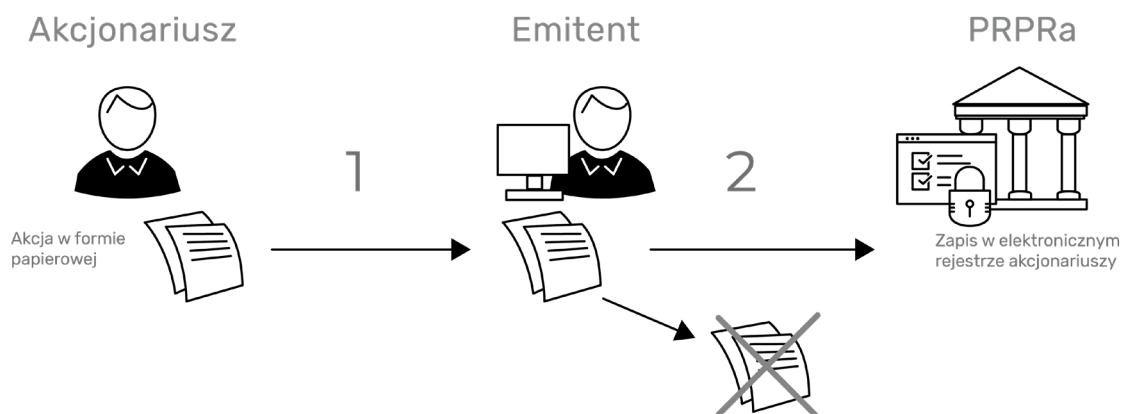 Akcjonariusz
Emitent
PRPRa
1
2
Akcja w formie
papierowej
Zapis w elektronicznym
rejestrze akcjonariuszy